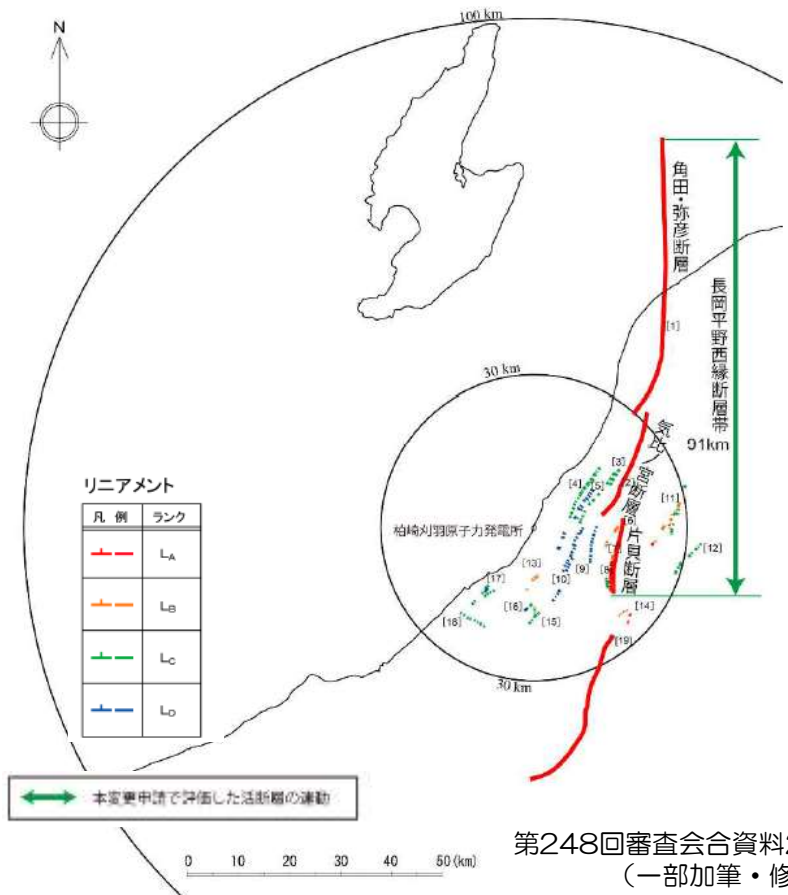 100 km
N
角田・弥彦断層
長岡平野西縁断層帯
91km
[1]
30 km
気比ノ宮断層
[3]
[4]
[5]
[2]
[6]
[11]
片貝断層
柏崎刈羽原子力発電所
[12]
[9]
[8]
[13]
[10]
[17]
[16]
[15]
[18]
[14]
[19]
30 km
リニアメント
凡 例 ランク
LA
LB
LC
LD
本変更申請で評価した活断層の連動
0 10 20 30 40 50 (km)
第248回審査会合資料
(一部加筆・修